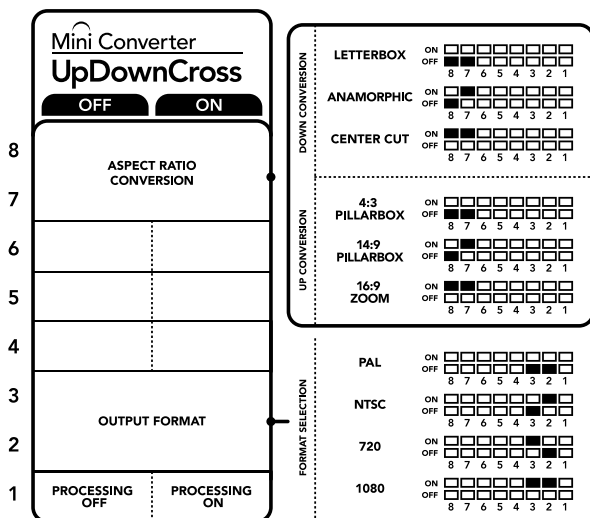 Mini Converter
UpDownCross
OFF ON
8
ASPECT RATIO
CONVERSION
7
6
5
4
3
OUTPUT FORMAT
2
1
PROCESSING OFF
PROCESSING ON
DOWN CONVERSION
LETTERBOX
ON
OFF
8 7 6 5 4 3 2 1
ANAMORPHIC
ON
OFF
8 7 6 5 4 3 2 1
CENTER CUT
ON
OFF
8 7 6 5 4 3 2 1
UP CONVERSION
4:3
PILLARBOX
ON
OFF
8 7 6 5 4 3 2 1
14:9
PILLARBOX
ON
OFF
8 7 6 5 4 3 2 1
16:9
ZOOM
ON
OFF
8 7 6 5 4 3 2 1
FORMAT SELECTION
PAL
ON
OFF
8 7 6 5 4 3 2 1
NTSC
ON
OFF
8 7 6 5 4 3 2 1
720
ON
OFF
8 7 6 5 4 3 2 1
1080
ON
OFF
8 7 6 5 4 3 2 1